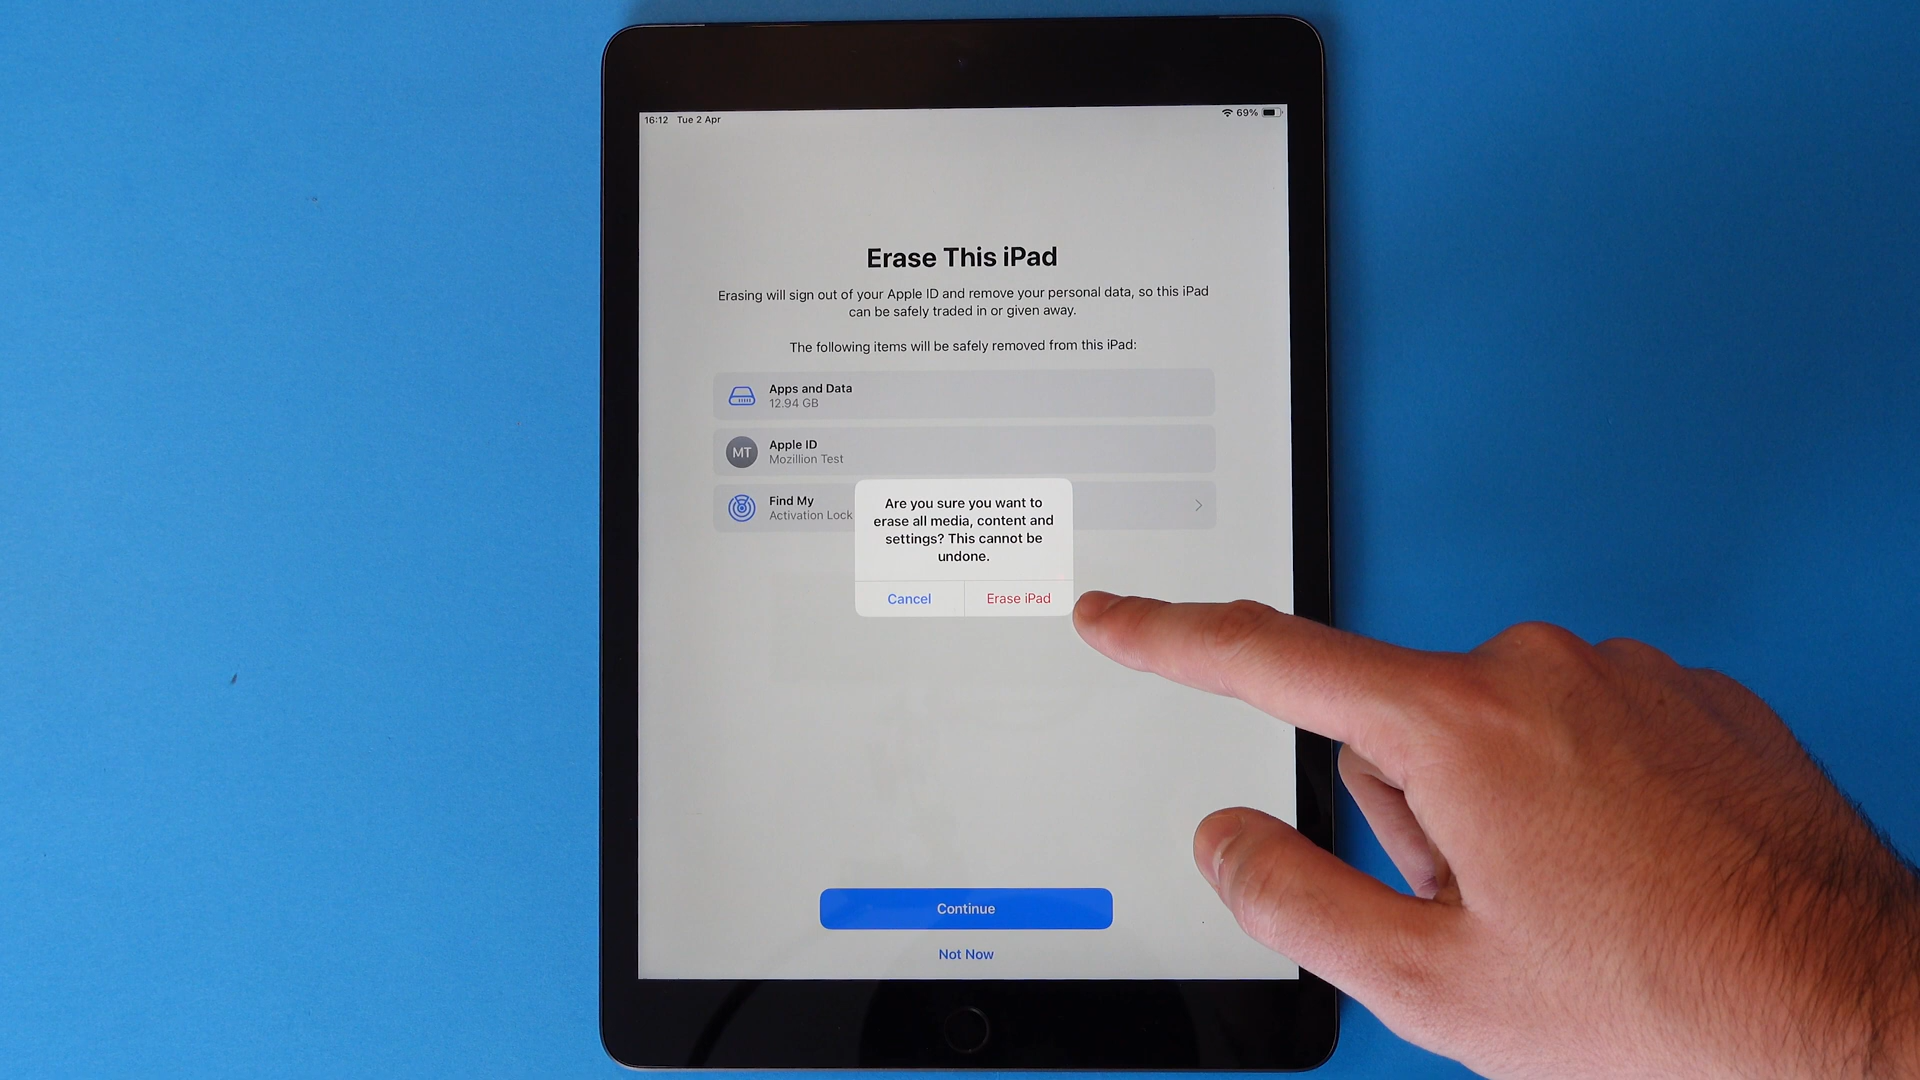 16:12 Tue 2 Apr
69%
Erase This iPad
Erasing will sign out of your Apple ID and remove your personal data, so this iPad
can be safely traded in or given away.
The following items will be safely removed from this iPad:
Apps and Data
12.94 GB
MT
Apple ID
Mozillion Test
Find My
Activation Lock
Are you sure you want to
erase all media, content and
settings? This cannot be
undone.
Cancel
Erase iPad
Continue
Not Now